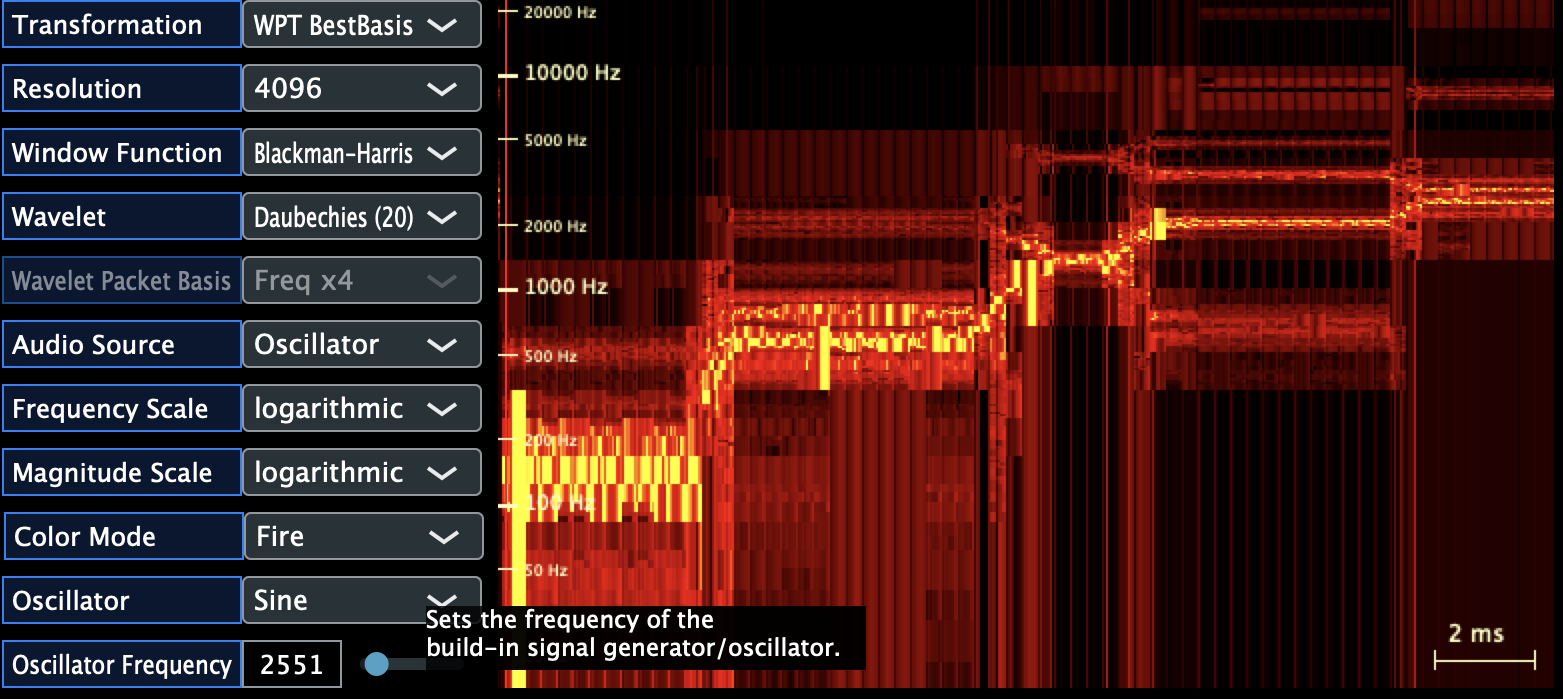 Transformation WPT BestBasis
Resolution 4096
Window Function Blackman-Harris
Wavelet Daubechies (20)
Wavelet Packet Basis Freq x4
Audio Source Oscillator
Frequency Scale logarithmic
Magnitude Scale logarithmic
Color Mode Fire
Oscillator Sine
Oscillator Frequency 2551
Sets the frequency of the
build-in signal generator/oscillator.
20000 Hz
10000 Hz
5000 Hz
2000 Hz
1000 Hz
500 Hz
200 Hz
100 Hz
50 Hz
2 ms